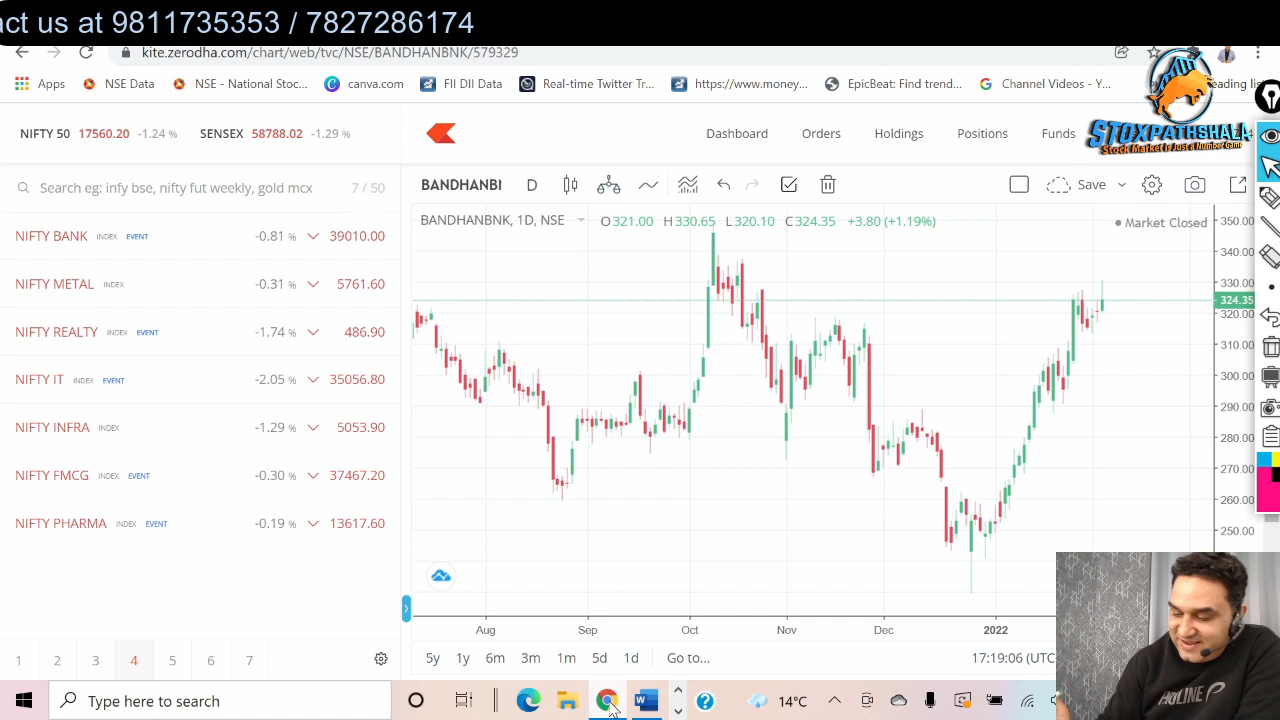 act us at 9811735353 / 7827286174
kite.zerodha.com/chart/web/tvc/NSE/BANDHANBNK/579329
Apps NSE Data NSE - National Stoc... canva.com FII DII Data Real-time Twitter Tr... https://www.money... EpicBeat: Find trend... Channel Videos - Y... eading list
NIFTY 50 17560.20 -1.24 % SENSEX 58788.02 -1.29 %
Dashboard Orders Holdings Positions Funds
STOXPATHSHALA
Stock Market is Just a Number Game
Search eg: infy bse, nifty fut weekly, gold mcx 7 / 50
BANDHANBI D Save
NIFTY BANK INDEX EVENT -0.81 % 39010.00
NIFTY METAL INDEX -0.31 % 5761.60
NIFTY REALTY INDEX EVENT -1.74 % 486.90
NIFTY IT INDEX EVENT -2.05 % 35056.80
NIFTY INFRA INDEX -1.29 % 5053.90
NIFTY FMCG INDEX EVENT -0.30 % 37467.20
NIFTY PHARMA INDEX EVENT -0.19 % 13617.60
1 2 3 4 5 6 7
BANDHANBNK, 1D, NSE O321.00 H330.65 L320.10 C324.35 +3.80 (+1.19%) Market Closed
350.00
340.00
330.00
324.35
320.00
310.00
300.00
290.00
280.00
270.00
260.00
250.00
Aug Sep Oct Nov Dec 2022
5y 1y 6m 3m 1m 5d 1d Go to... 17:19:06 (UTC
HOLINE P
Type here to search 14°C